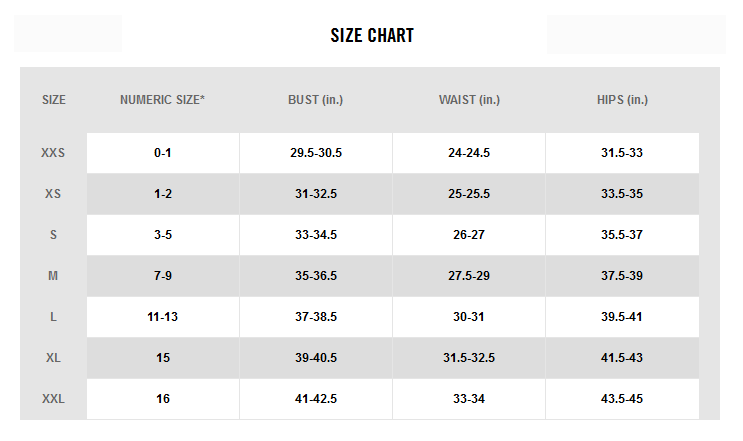 SIZE CHART
SIZE NUMERIC SIZE* BUST (in.) WAIST (in.) HIPS (in.)
XXS 0-1 29.5-30.5 24-24.5 31.5-33
XS 1-2 31-32.5 25-25.5 33.5-35
S 3-5 33-34.5 26-27 35.5-37
M 7-9 35-36.5 27.5-29 37.5-39
L 11-13 37-38.5 30-31 39.5-41
XL 15 39-40.5 31.5-32.5 41.5-43
XXL 16 41-42.5 33-34 43.5-45